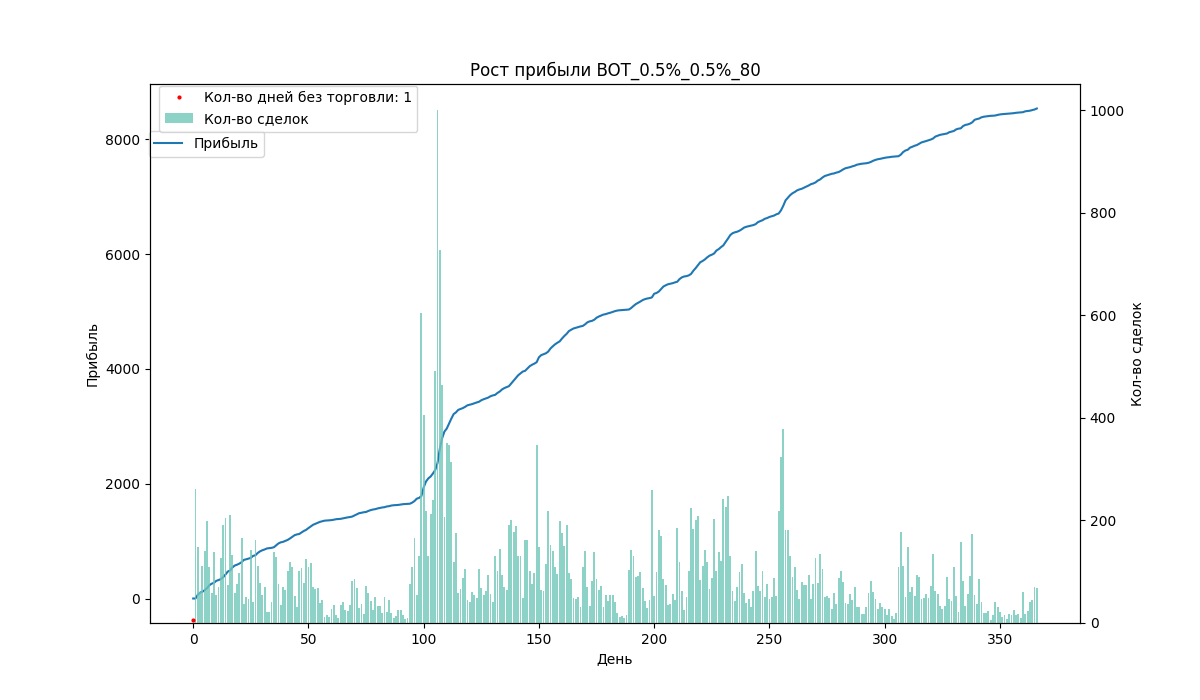 Рост прибыли BOT_0.5%_0.5%_80
Кол-во дней без торговли: 1
Кол-во сделок
Прибыль
8000
6000
4000
2000
0
Прибыль
1000
800
600
400
200
0
Кол-во сделок
0 50 100 150 200 250 300 350
День